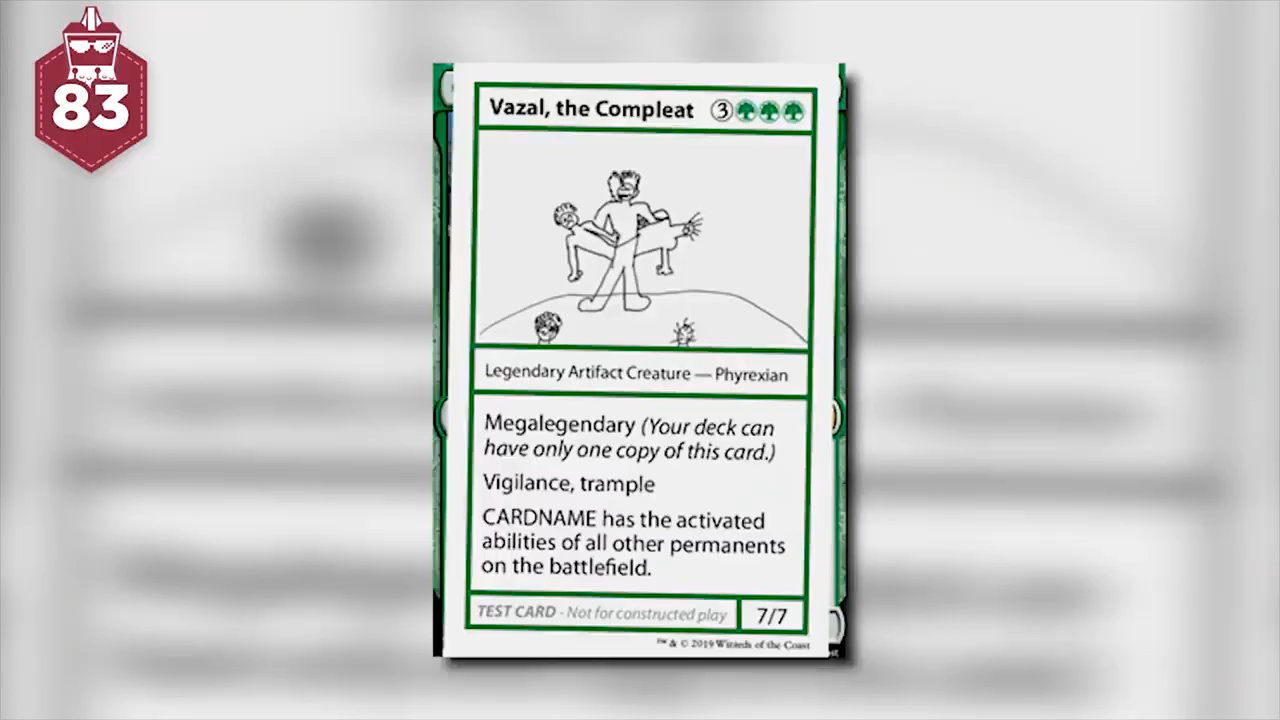 83
Vazal, the Compleat 3
Legendary Artifact Creature — Phyrexian
Megalegendary (Your deck can
have only one copy of this card.)
Vigilance, trample
CARDNAME has the activated
abilities of all other permanents
on the battlefield.
TEST CARD - Not for constructed play 7/7
™ & © 2019 Wizards of the Coast